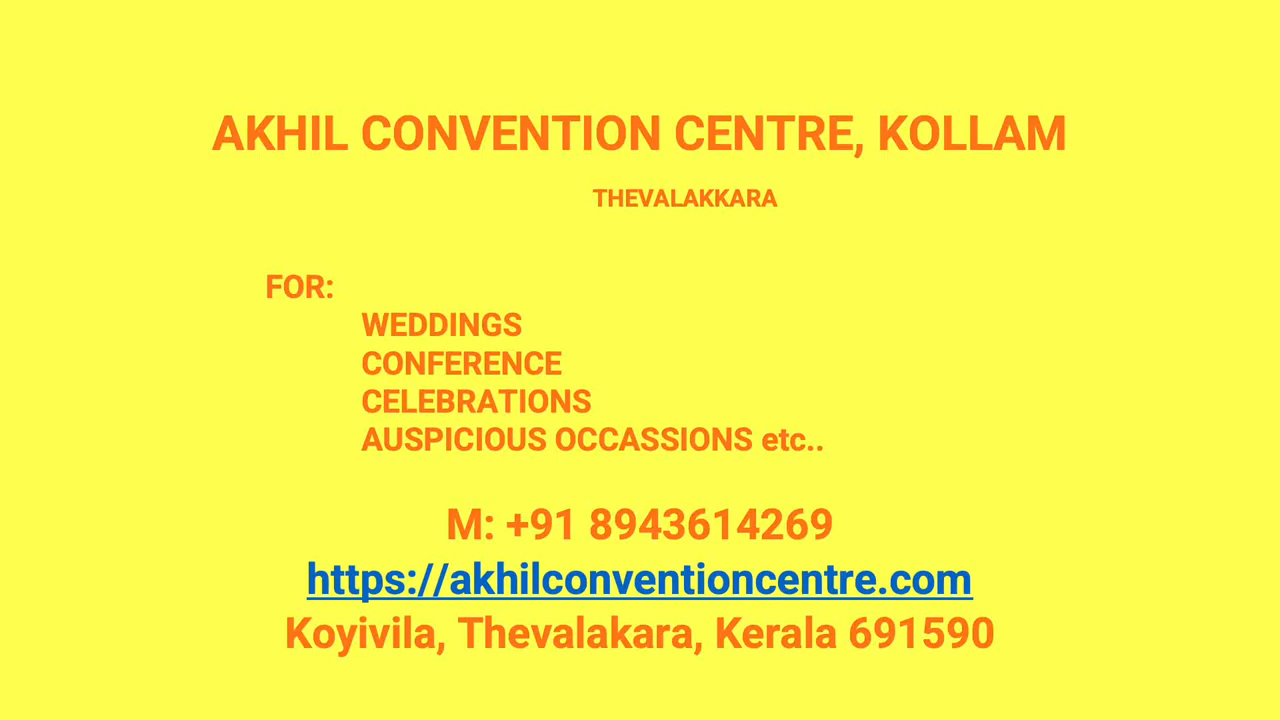 AKHIL CONVENTION CENTRE, KOLLAM
THEVALAKKARA
FOR:
WEDDINGS
CONFERENCE
CELEBRATIONS
AUSPICIOUS OCCASSIONS etc..
M: +91 8943614269
https://akhilconventioncentre.com
Koyivila, Thevalakara, Kerala 691590